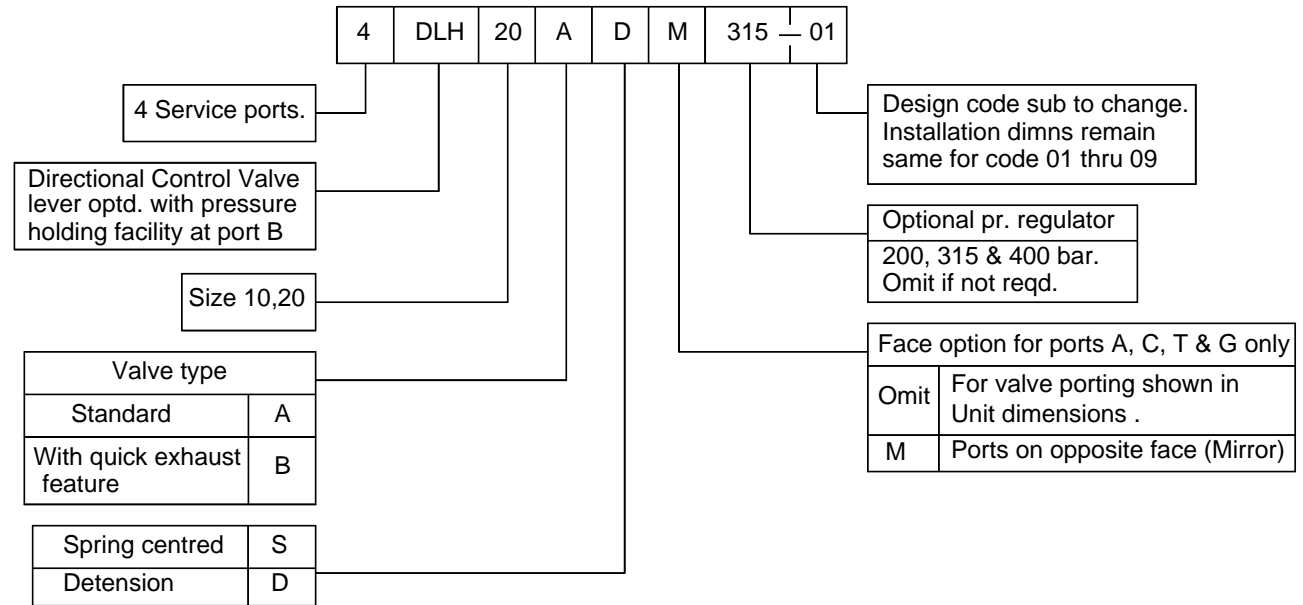 4 DLH 20 A D M 315 — 01
4 Service ports.
Directional Control Valve
lever optd. with pressure
holding facility at port B
Size 10,20
Valve type
Standard A
With quick exhaust
feature
B
Spring centred S
Detension D
Design code sub to change.
Installation dimns remain
same for code 01 thru 09
Optional pr. regulator
200, 315 & 400 bar.
Omit if not reqd.
Face option for ports A, C, T & G only
Omit
For valve porting shown in
Unit dimensions .
M Ports on opposite face (Mirror)